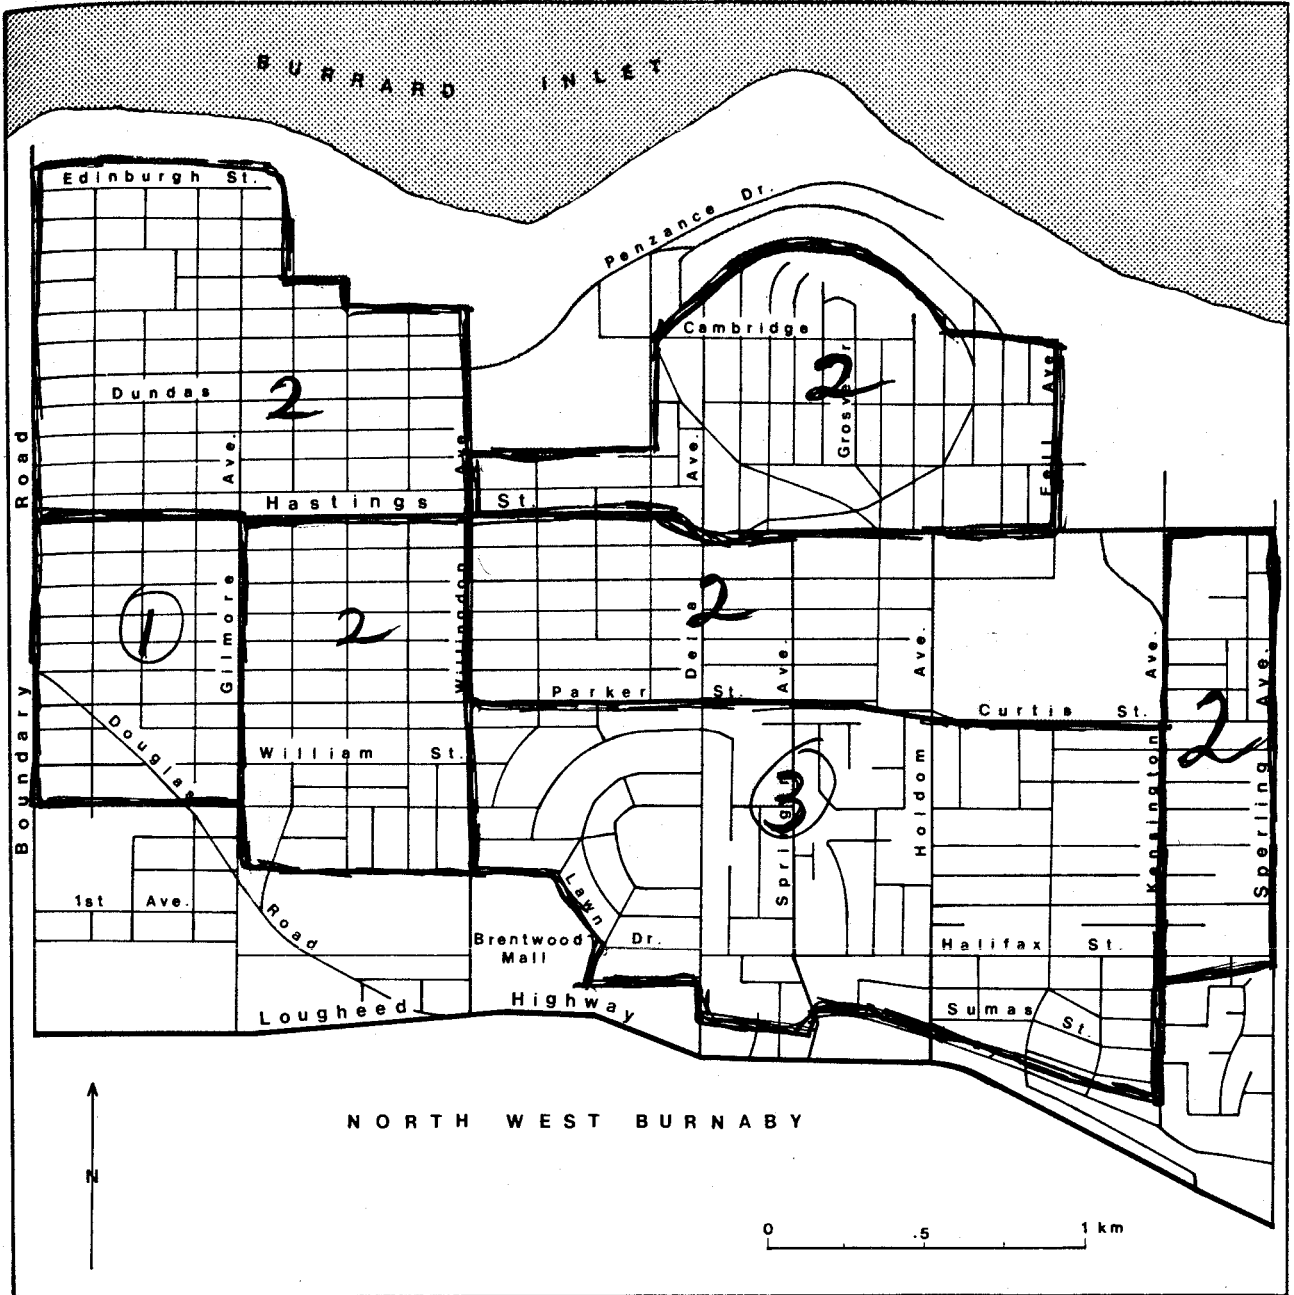 BURRARD INLET
Penzance Dr.
Edinburgh St.
Cambridge
Dundas
2
2
Grosvenor
Fell Ave.
Boundary Road
Gilmore Ave.
Willingdon Ave.
Hastings St.
Delta Ave.
1
2
2
2
Parker St.
Curtis St.
Douglas Road
William St.
3
Springer Ave.
Holdom Ave.
Kensington Ave.
Sperling Ave.
1st Ave.
Lawn Dr.
Brentwood
Mall
Halifax St.
Sumas St.
Lougheed Highway
NORTH WEST BURNABY
N
0 .5 1 km